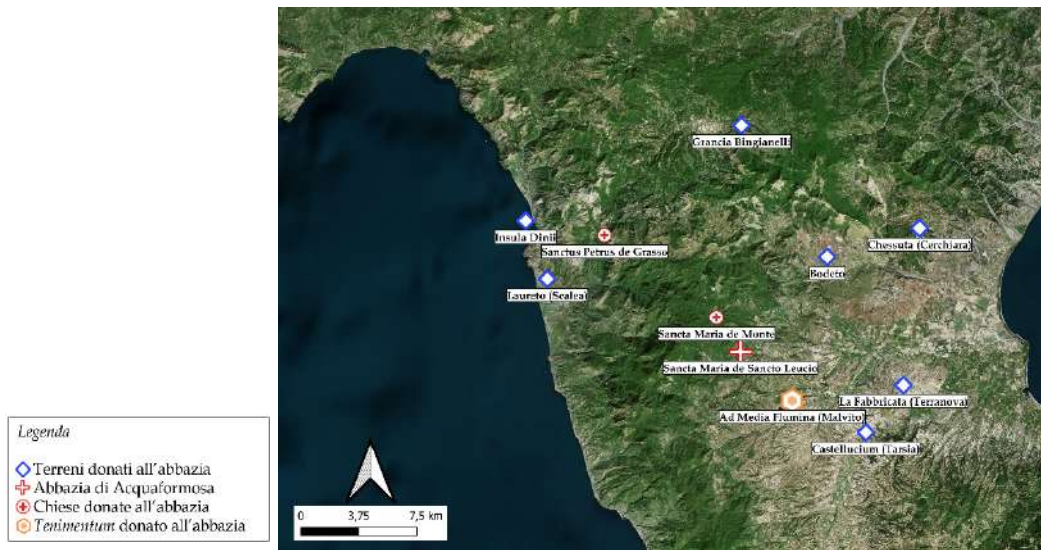 Grancia Bingianelli
Insula Dinii
Sanctus Petrus de Grasso
Chessuta (Cerchiara)
Bodeto
Laureto (Scalea)
Sancta Maria de Monte
Sancta Maria de Sancto Leucio
La Fabbricata (Terranova)
Ad Media Flumina (Malvito)
Castellucium (Tarsia)
Legenda
Terreni donati all'abbazia
Abbazia di Acquaformosa
Chiese donate all'abbazia
Tenimentum donato all'abbazia
0 3,75 7,5 km